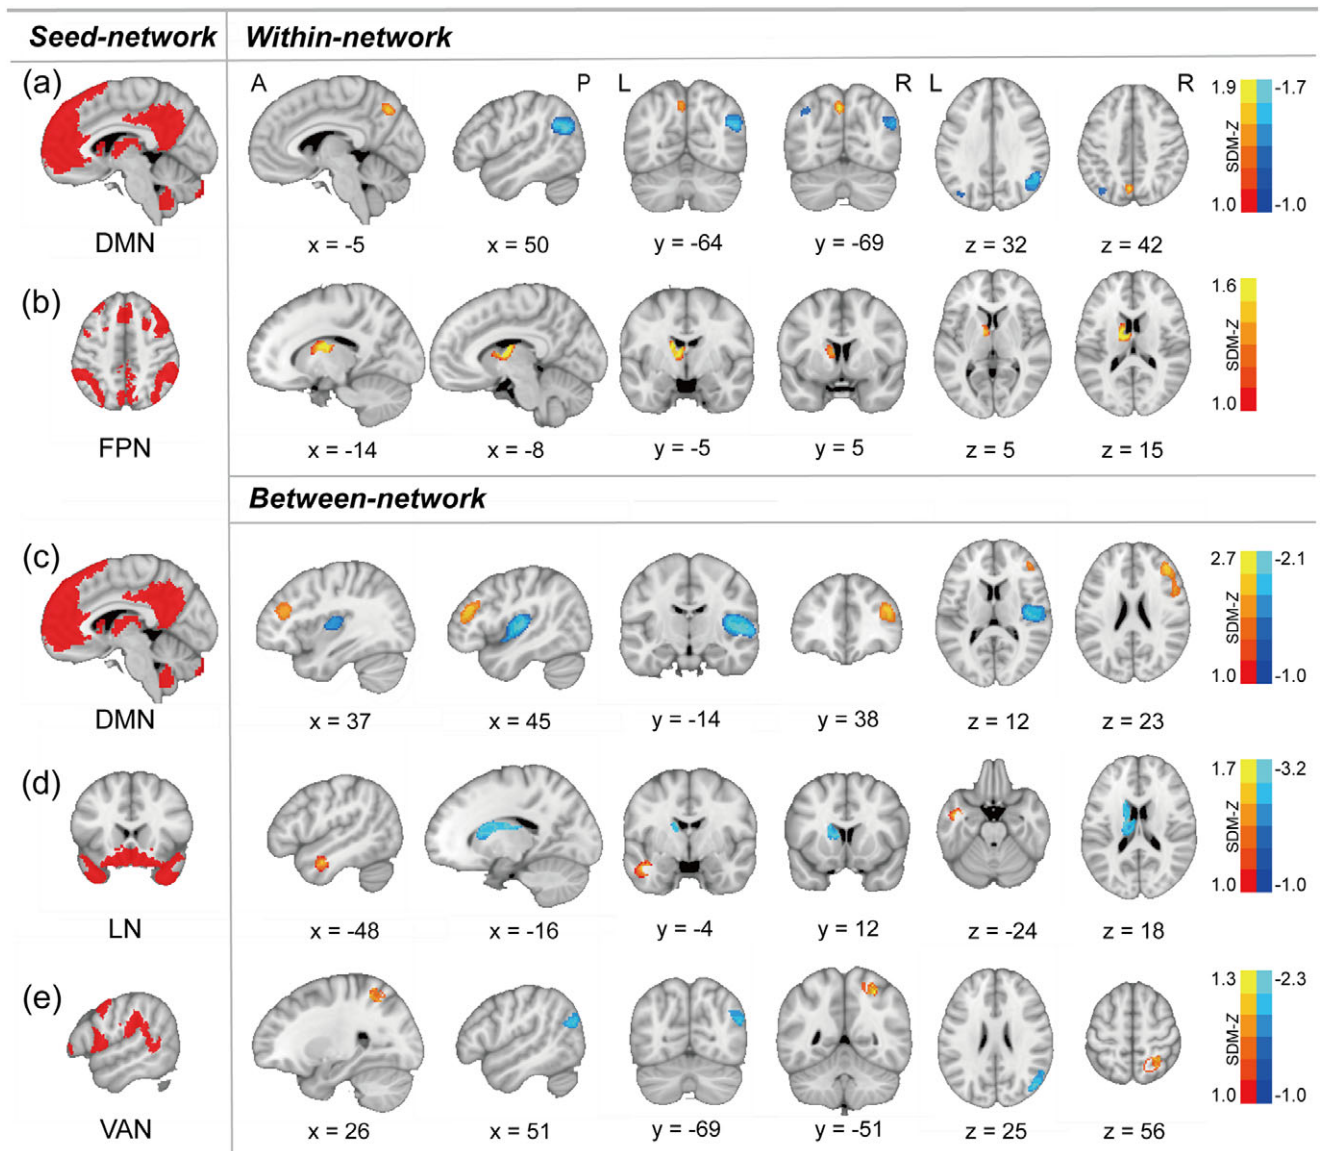 Seed-network Within-network
(a) A P L R L R 1.9 -1.7
SDM-Z
1.0 -1.0
DMN x = -5 x = 50 y = -64 y = -69 z = 32 z = 42
(b) 1.6
SDM-Z
1.0
FPN x = -14 x = -8 y = -5 y = 5 z = 5 z = 15
Between-network
(c) 2.7 -2.1
SDM-Z
1.0 -1.0
DMN x = 37 x = 45 y = -14 y = 38 z = 12 z = 23
(d) 1.7 -3.2
SDM-Z
1.0 -1.0
LN x = -48 x = -16 y = -4 y = 12 z = -24 z = 18
(e) 1.3 -2.3
SDM-Z
1.0 -1.0
VAN x = 26 x = 51 y = -69 y = -51 z = 25 z = 56